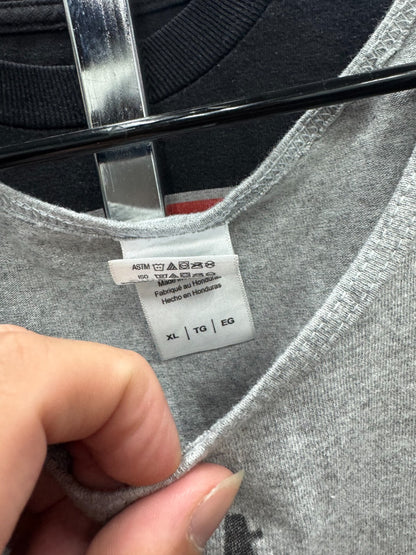 ASTM
ISO
Made in Honduras
Fabriqué au Honduras
Hecho en Honduras
XL | TG | EG